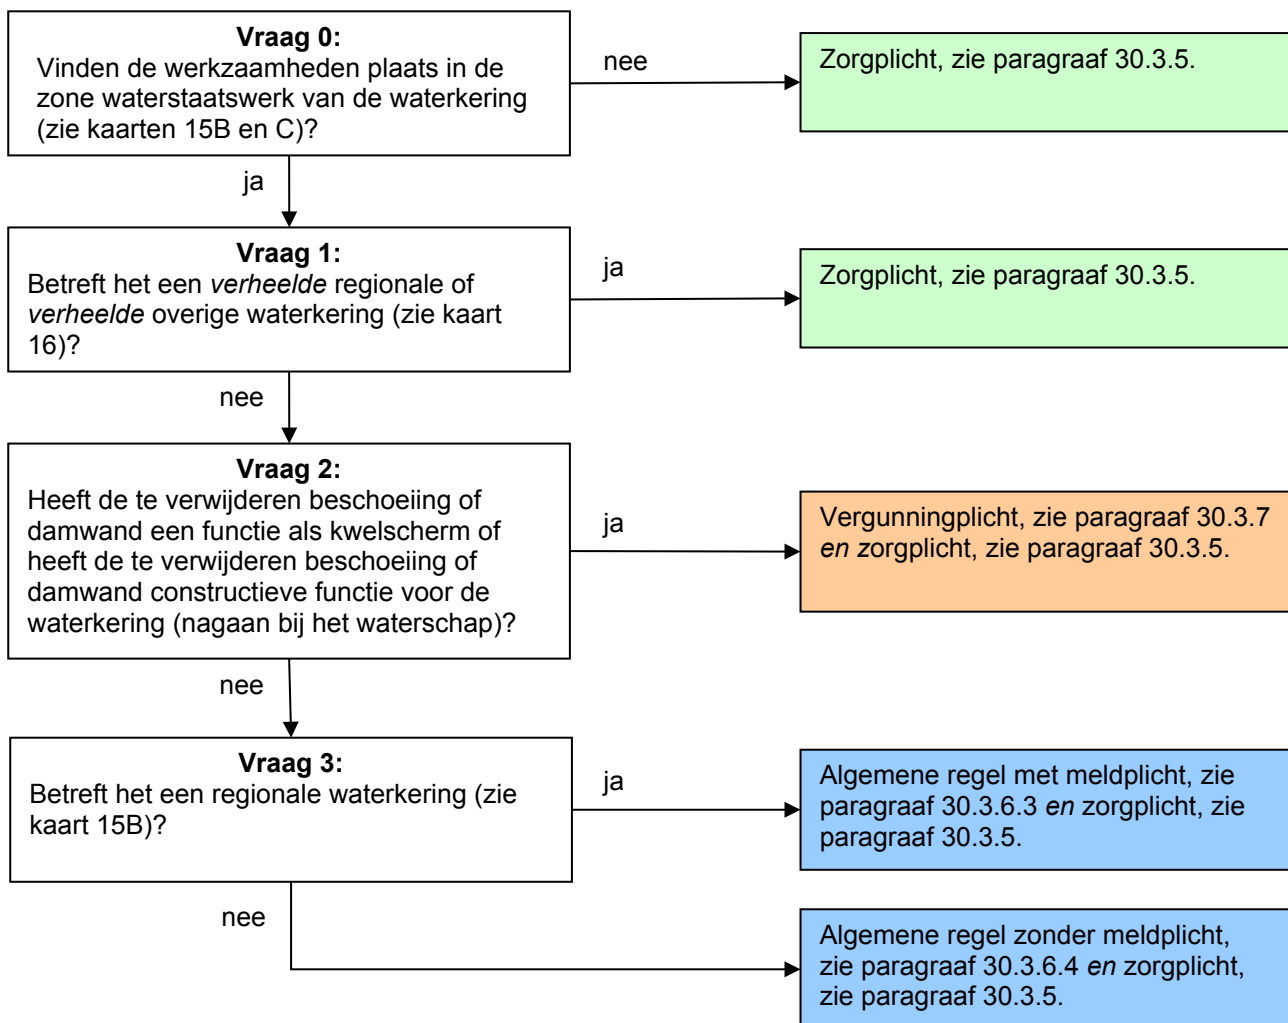 Vraag 0:
Vinden de werkzaamheden plaats in de
zone waterstaatswerk van de waterkering
(zie kaarten 15B en C)?
nee
Zorgplicht, zie paragraaf 30.3.5.
ja
Vraag 1:
Betreft het een verheelde regionale of
verheelde overige waterkering (zie kaart
16)?
ja
Zorgplicht, zie paragraaf 30.3.5.
nee
Vraag 2:
Heeft de te verwijderen beschoeiing of
damwand een functie als kwelscherm of
heeft de te verwijderen beschoeiing of
damwand constructieve functie voor de
waterkering (nagaan bij het waterschap)?
ja
Vergunningplicht, zie paragraaf 30.3.7
en zorgplicht, zie paragraaf 30.3.5.
nee
Vraag 3:
Betreft het een regionale waterkering (zie
kaart 15B)?
ja
Algemene regel met meldplicht, zie
paragraaf 30.3.6.3 en zorgplicht, zie
paragraaf 30.3.5.
nee
Algemene regel zonder meldplicht,
zie paragraaf 30.3.6.4 en zorgplicht,
zie paragraaf 30.3.5.